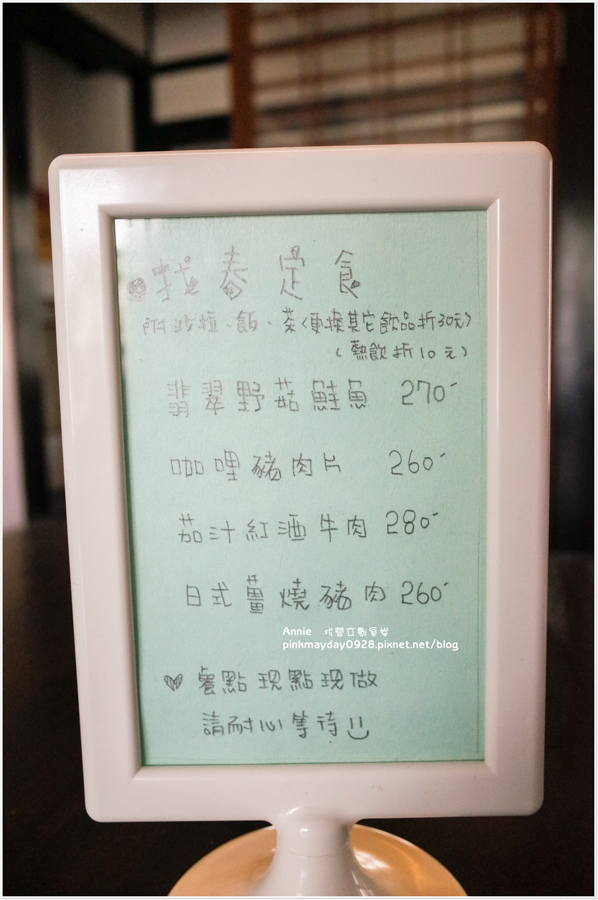 找春定食
附沙拉、飯、茶(更換其它飲品折30元)
(熱飲折10元)
翡翠野菇鮭魚 270
咖哩豬肉片 260
茄汁紅酒牛肉 280
日式薑燒豬肉 260
Annie
pinkmayday0928.pixnet.net/blog
♥ 餐點現點現做
請耐心等待